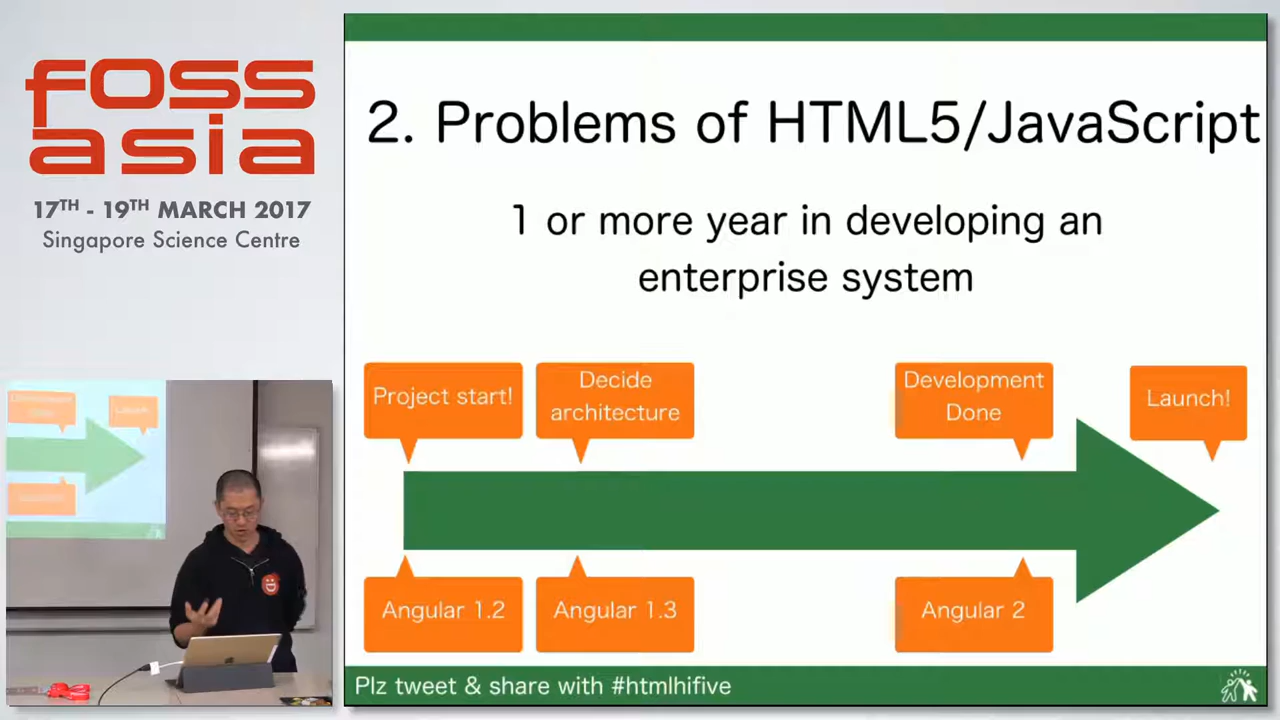 foss
asia
17TH - 19TH MARCH 2017
Singapore Science Centre
2. Problems of HTML5/JavaScript
1 or more year in developing an
enterprise system
Project start!
Decide
architecture
Development
Done
Launch!
Angular 1.2
Angular 1.3
Angular 2
Plz tweet & share with #htmlhifive